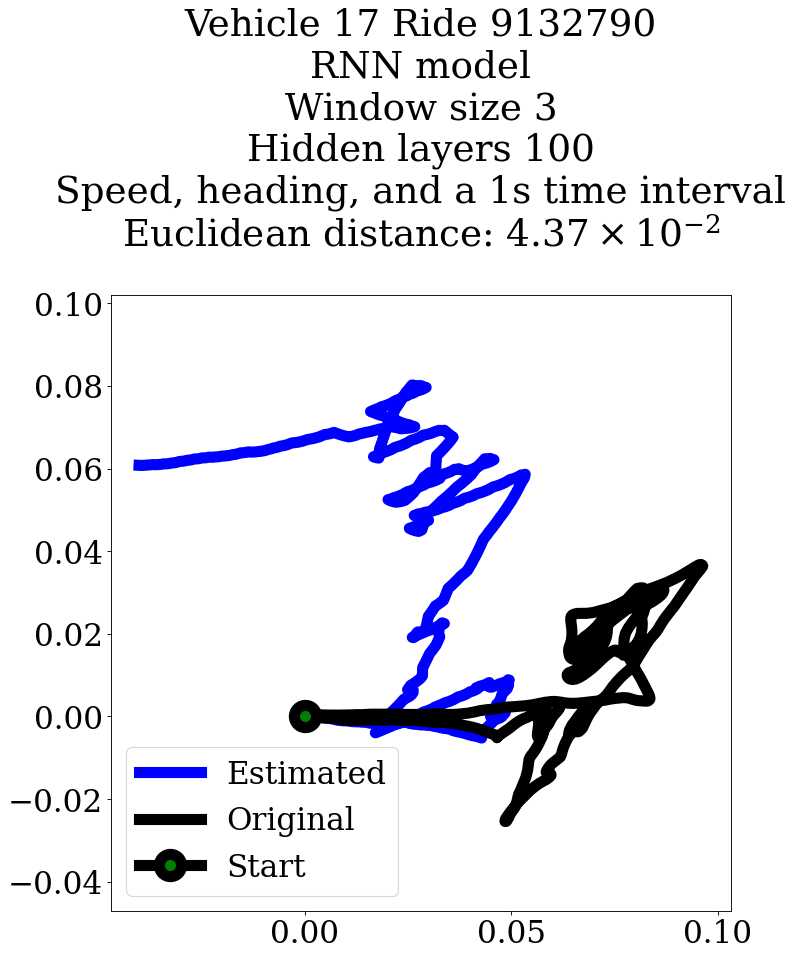 Vehicle 17 Ride 9132790
RNN model
Window size 3
Hidden layers 100
Speed, heading, and a 1s time interval
Euclidean distance: 4.37 × 10⁻²
0.10
0.08
0.06
0.04
0.02
0.00
−0.02
−0.04
Estimated
Original
Start
0.00 0.05 0.10